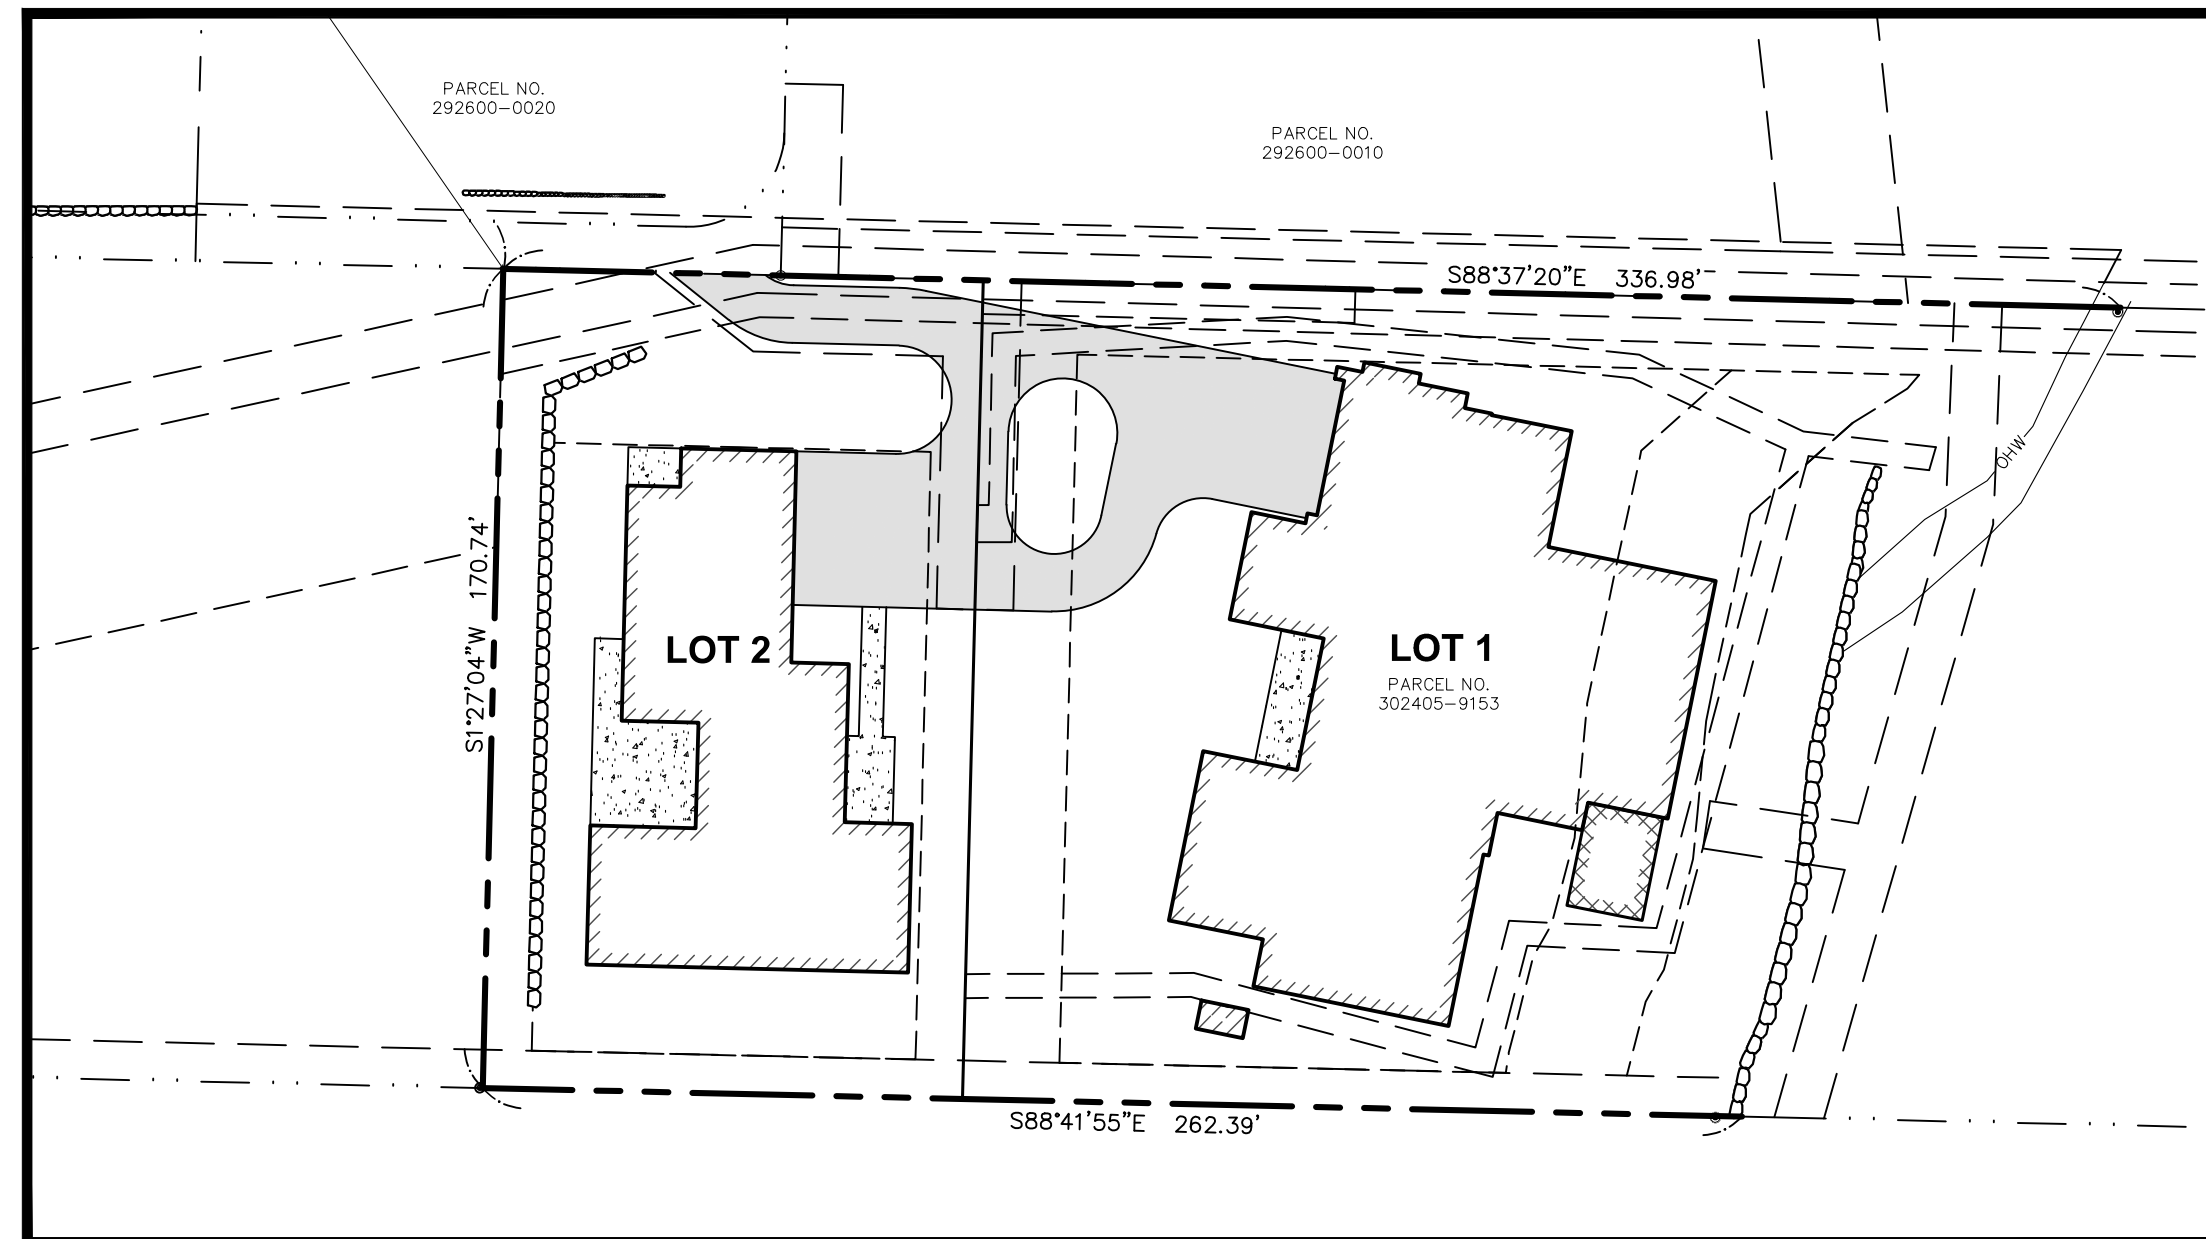 PARCEL NO.
292600-0020
PARCEL NO.
292600-0010
S88°37'20"E 336.98'
OHW
S1°27'04"W 170.74'
LOT 2
LOT 1
PARCEL NO.
302405-9153
S88°41'55"E 262.39'